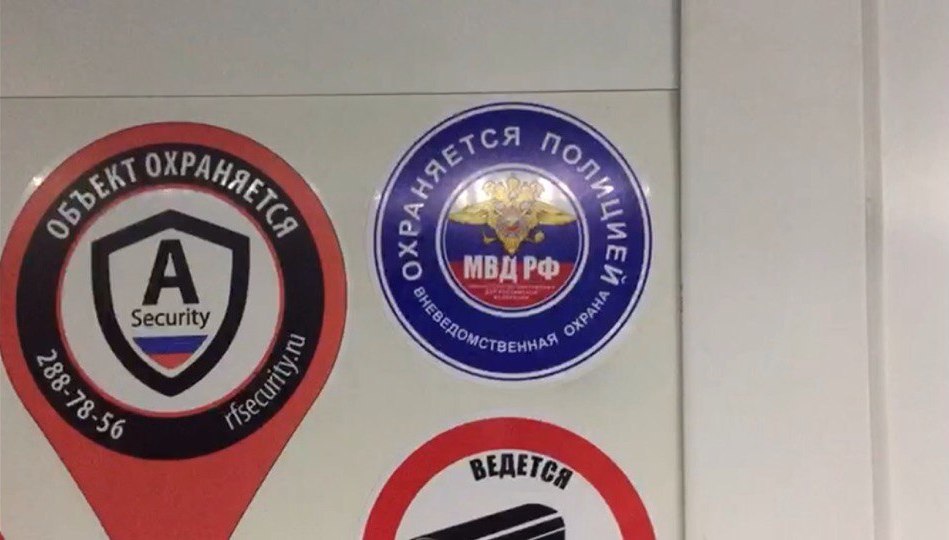 ОБЪЕКТ ОХРАНЯЕТСЯ
A
Security
288-78-56
rfsecurity.ru
ОХРАНЯЕТСЯ ПОЛИЦИЕЙ
МВД РФ
ВНЕВЕДОМСТВЕННАЯ ОХРАНА
ВЕДЕТСЯ